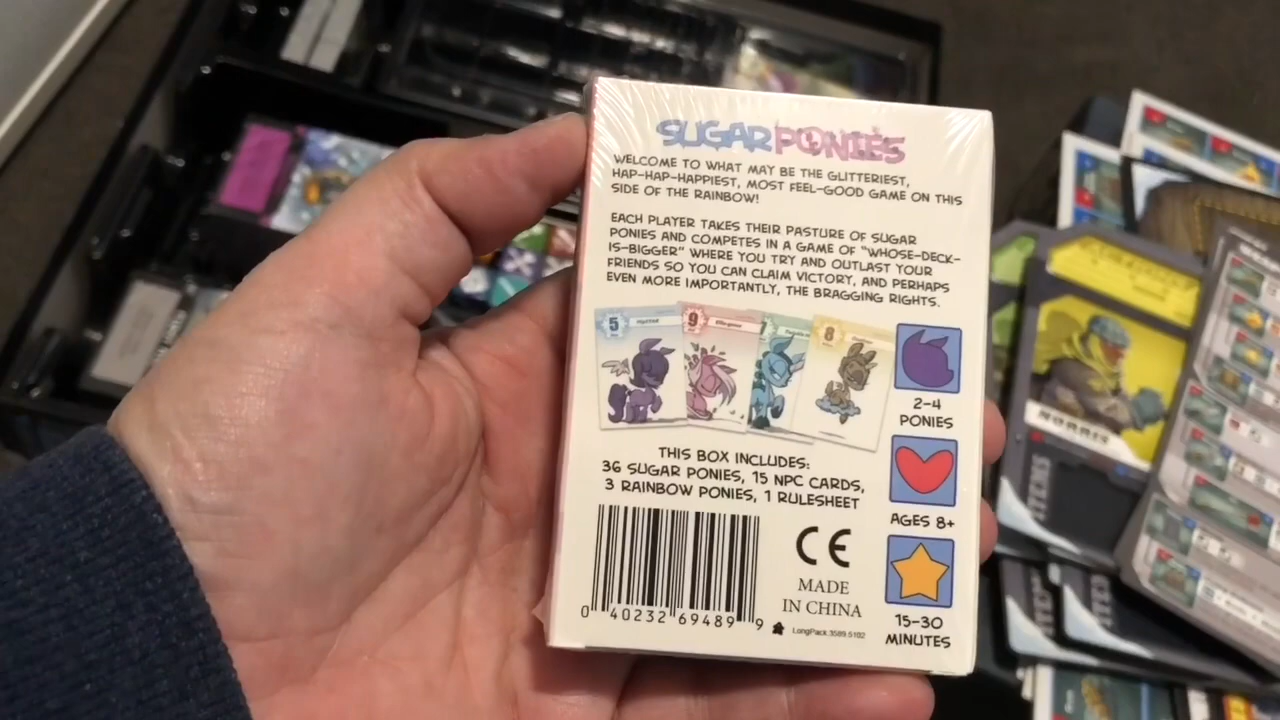 SUGAR PONIES
WELCOME TO WHAT MAY BE THE GLITTERIEST,
HAP-HAP-HAPPIEST, MOST FEEL-GOOD GAME ON THIS
SIDE OF THE RAINBOW!
EACH PLAYER TAKES THEIR PASTURE OF SUGAR
PONIES AND COMPETES IN A GAME OF "WHOSE-DECK-
IS-BIGGER" WHERE YOU TRY AND OUTLAST YOUR
FRIENDS SO YOU CAN CLAIM VICTORY, AND PERHAPS
EVEN MORE IMPORTANTLY, THE BRAGGING RIGHTS.
5
9
8
2-4
PONIES
THIS BOX INCLUDES:
36 SUGAR PONIES, 15 NPC CARDS,
3 RAINBOW PONIES, 1 RULESHEET
AGES 8+
CE
MADE
IN CHINA
15-30
MINUTES
0 40232 69489 9
LongPack:3589.5102
NORRIS